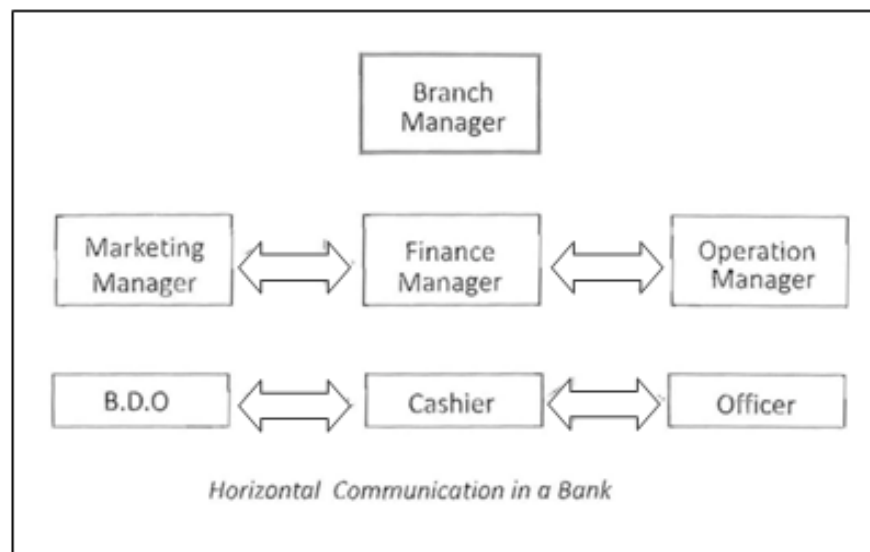 Branch
Manager
Marketing
Manager
Finance
Manager
Operation
Manager
B.D.O
Cashier
Officer
Horizontal Communication in a Bank